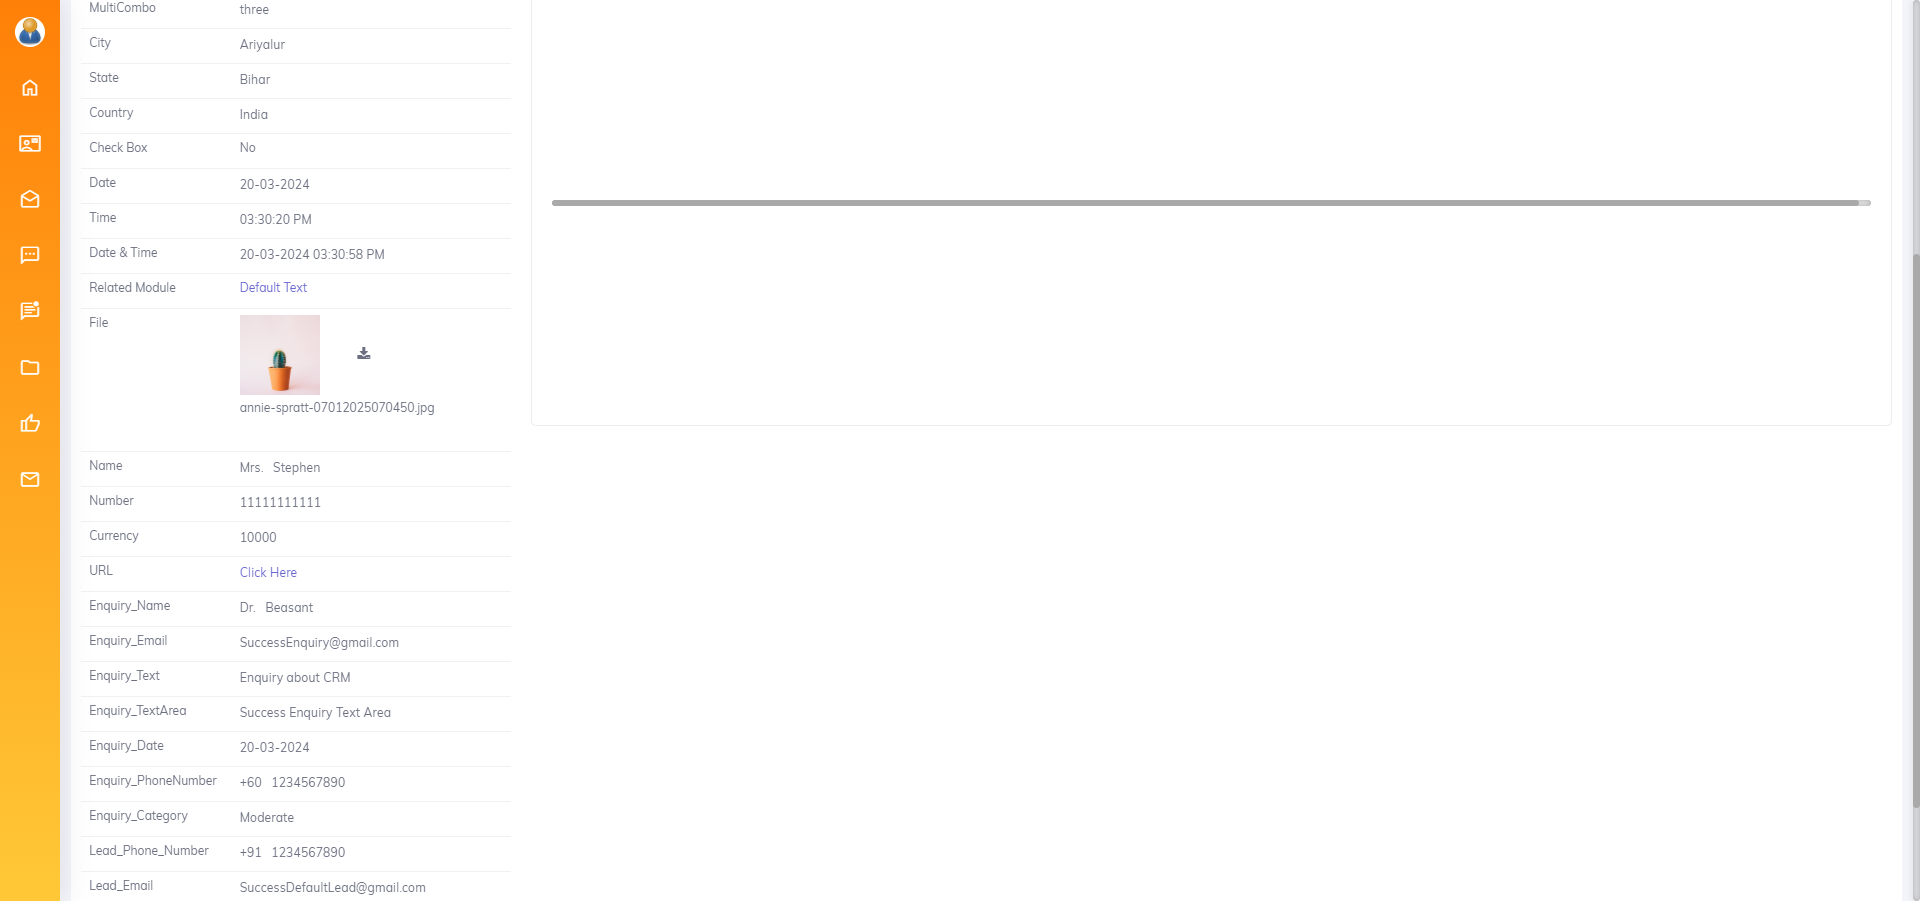 MultiCombo three
City Ariyalur
State Bihar
Country India
Check Box No
Date 20-03-2024
Time 03:30:20 PM
Date & Time 20-03-2024 03:30:58 PM
Related Module Default Text
File
annie-spratt-07012025070450.jpg
Name Mrs. Stephen
Number 11111111111
Currency 10000
URL Click Here
Enquiry_Name Dr. Beasant
Enquiry_Email SuccessEnquiry@gmail.com
Enquiry_Text Enquiry about CRM
Enquiry_TextArea Success Enquiry Text Area
Enquiry_Date 20-03-2024
Enquiry_PhoneNumber +60 1234567890
Enquiry_Category Moderate
Lead_Phone_Number +91 1234567890
Lead_Email SuccessDefaultLead@gmail.com